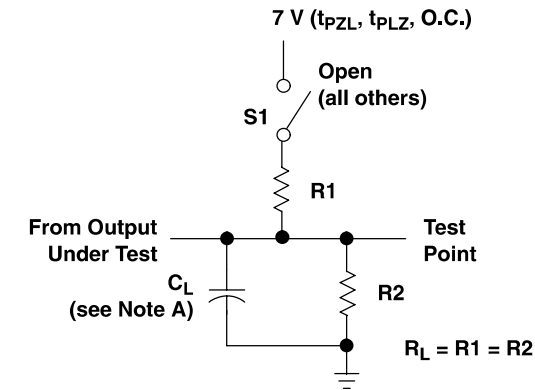 7 V (tPZL, tPLZ, O.C.)
Open
(all others)
S1
R1
From Output
Under Test
Test
Point
CL
(see Note A)
R2
RL = R1 = R2